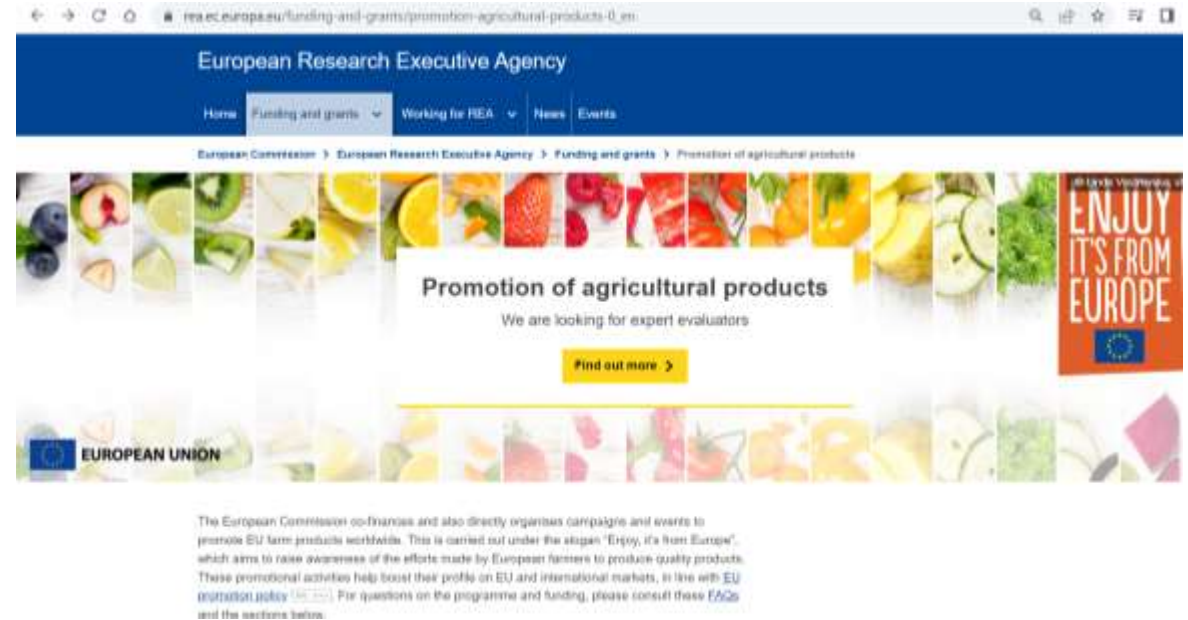 rea.ec.europa.eu/funding-and-grants/promotion-agricultural-products-0_en
European Research Executive Agency
Home Funding and grants Working for REA News Events
European Commission > European Research Executive Agency > Funding and grants > Promotion of agricultural products
ENJOY
IT'S FROM
EUROPE
Promotion of agricultural products
We are looking for expert evaluators
Find out more >
EUROPEAN UNION
The European Commission co-finances and also directly organises campaigns and events to
promote EU farm products worldwide. This is carried out under the slogan "Enjoy, it's from Europe",
which aims to raise awareness of the efforts made by European farmers to produce quality products.
These promotional activities help boost their profile on EU and international markets, in line with EU
promotion policy. For questions on the programme and funding, please consult these FAQs
and the sections below.